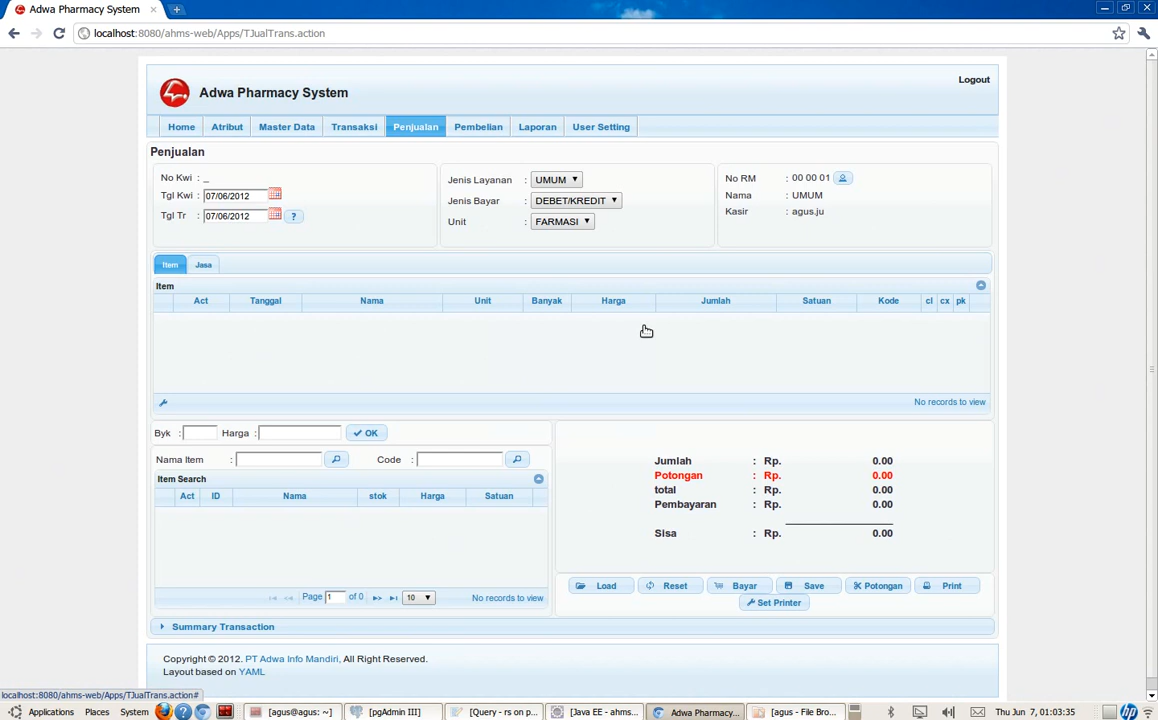 Adwa Pharmacy System
localhost:8080/ahms-web/Apps/TJualTrans.action
Adwa Pharmacy System
Logout
Home Atribut Master Data Transaksi Penjualan Pembelian Laporan User Setting
Penjualan
No Kwi : _
Tgl Kwi : 07/06/2012
Tgl Tr : 07/06/2012 ?
Jenis Layanan : UMUM
Jenis Bayar : DEBET/KREDIT
Unit : FARMASI
No RM : 00 00 01
Nama : UMUM
Kasir : agus.ju
Item Jasa
Item
Act Tanggal Nama Unit Banyak Harga Jumlah Satuan Kode cl cx pk
No records to view
Byk : Harga : OK
Nama Item : Code :
Item Search
Act ID Nama stok Harga Satuan
Page 1 of 0 10 No records to view
Jumlah : Rp. 0.00
Potongan : Rp. 0.00
total : Rp. 0.00
Pembayaran : Rp. 0.00
Sisa : Rp. 0.00
Load Reset Bayar Save Potongan Print
Set Printer
Summary Transaction
Copyright © 2012. PT Adwa Info Mandiri, All Right Reserved.
Layout based on YAML
localhost:8080/ahms-web/Apps/TJualTrans.action#
Applications Places System ? [agus@agus: ~] [pgAdmin III] [Query - rs on p... [Java EE - ahms... Adwa Pharmacy... [agus - File Bro... Thu Jun 7, 01:03:35